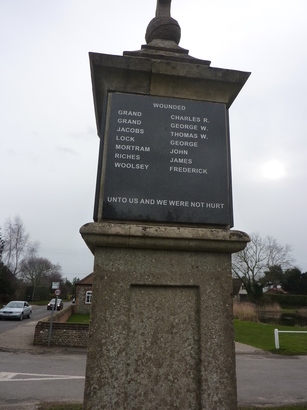 WOUNDED
GRAND CHARLES R.
GRAND GEORGE W.
JACOBS THOMAS W.
LOCK GEORGE
MORTRAM JOHN
RICHES JAMES
WOOLSEY FREDERICK
UNTO US AND WE WERE NOT HURT